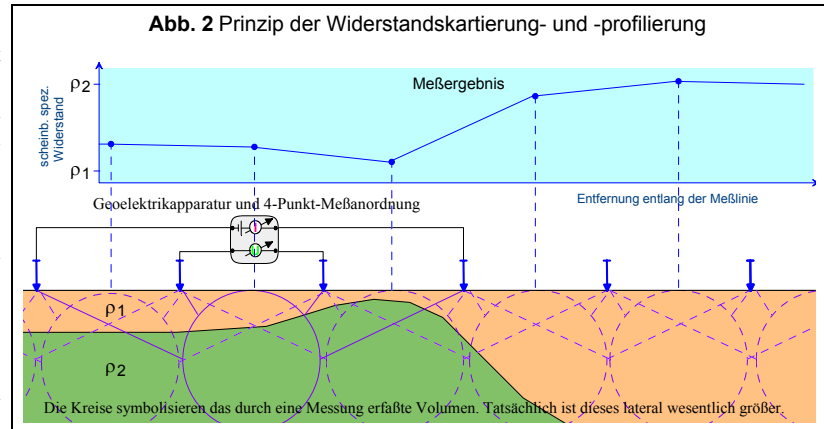 Abb. 2 Prinzip der Widerstandskartierung- und -profilierung
ρ2
Meßergebnis
scheinb. spez.
Widerstand
ρ1
Geoelektrikapparatur und 4-Punkt-Meßanordnung
Entfernung entlang der Meßlinie
I
U
ρ1
ρ2
Die Kreise symbolisieren das durch eine Messung erfaßte Volumen. Tatsächlich ist dieses lateral wesentlich größer.